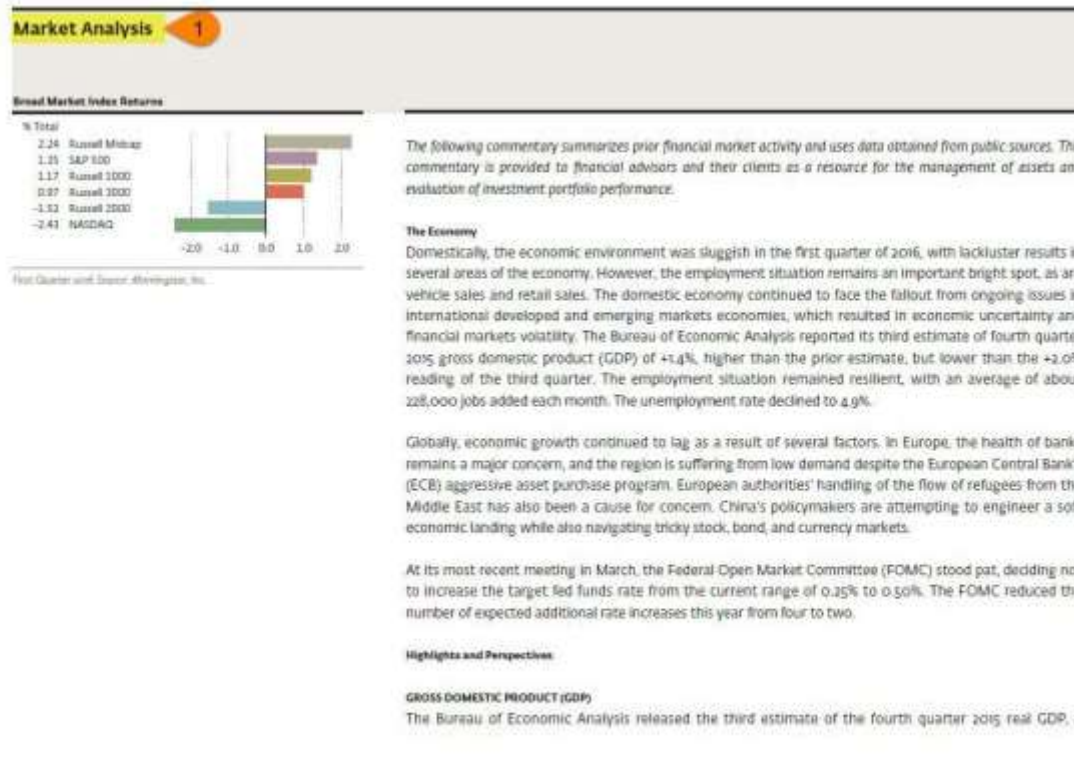 Market Analysis
1
Broad Market Index Returns
% Total
2.24 Russell Midcap
1.35 S&P 500
1.17 Russell 1000
0.97 Russell 3000
-1.52 Russell 2000
-2.43 NASDAQ
-2.0 -1.0 0.0 1.0 2.0
First Quarter 2016 Source: Morningstar, Inc.
The following commentary summarizes prior financial market activity and uses data obtained from public sources. Th
commentary is provided to financial advisors and their clients as a resource for the management of assets an
evaluation of investment portfolio performance.
The Economy
Domestically, the economic environment was sluggish in the first quarter of 2016, with lackluster results i
several areas of the economy. However, the employment situation remains an important bright spot, as ar
vehicle sales and retail sales. The domestic economy continued to face the fallout from ongoing issues i
international developed and emerging markets economies, which resulted in economic uncertainty an
financial markets volatility. The Bureau of Economic Analysis reported its third estimate of fourth quarte
2015 gross domestic product (GDP) of +1.4%, higher than the prior estimate, but lower than the +2.0%
reading of the third quarter. The employment situation remained resilient, with an average of abou
228,000 jobs added each month. The unemployment rate declined to 4.9%.
Globally, economic growth continued to lag as a result of several factors. In Europe, the health of bank
remains a major concern, and the region is suffering from low demand despite the European Central Bank'
(ECB) aggressive asset purchase program. European authorities' handling of the flow of refugees from th
Middle East has also been a cause for concern. China's policymakers are attempting to engineer a sof
economic landing while also navigating tricky stock, bond, and currency markets.
At its most recent meeting in March, the Federal Open Market Committee (FOMC) stood pat, deciding no
to increase the target fed funds rate from the current range of 0.25% to 0.50%. The FOMC reduced th
number of expected additional rate increases this year from four to two.
Highlights and Perspectives
GROSS DOMESTIC PRODUCT (GDP)
The Bureau of Economic Analysis released the third estimate of the fourth quarter 2015 real GDP,